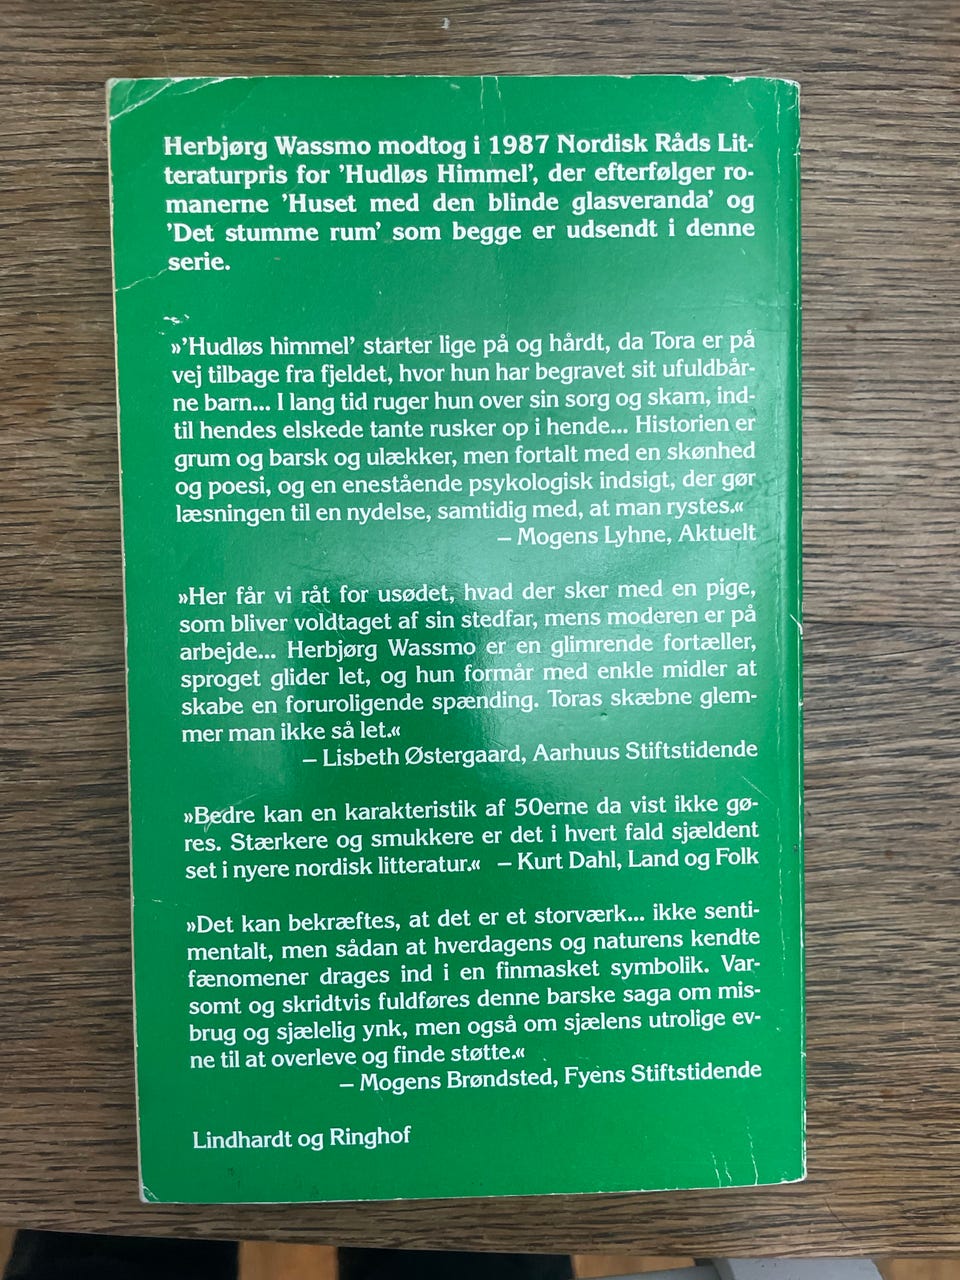 Herbjørg Wassmo modtog i 1987 Nordisk Råds Lit-
teraturpris for 'Hudløs Himmel', der efterfølger ro-
manerne 'Huset med den blinde glasveranda' og
'Det stumme rum' som begge er udsendt i denne
serie.
»'Hudløs himmel' starter lige på og hårdt, da Tora er på
vej tilbage fra fjeldet, hvor hun har begravet sit ufuldbår-
ne barn... I lang tid ruger hun over sin sorg og skam, ind-
til hendes elskede tante rusker op i hende... Historien er
grum og barsk og ulækker, men fortalt med en skønhed
og poesi, og en enestående psykologisk indsigt, der gør
læsningen til en nydelse, samtidig med, at man rystes.«
– Mogens Lyhne, Aktuelt
»Her får vi råt for usødet, hvad der sker med en pige,
som bliver voldtaget af sin stedfar, mens moderen er på
arbejde... Herbjørg Wassmo er en glimrende fortæller,
sproget glider let, og hun formår med enkle midler at
skabe en foruroligende spænding. Toras skæbne glem-
mer man ikke så let.«
– Lisbeth Østergaard, Aarhuus Stiftstidende
»Bedre kan en karakteristik af 50erne da vist ikke gø-
res. Stærkere og smukkere er det i hvert fald sjældent
set i nyere nordisk litteratur.« – Kurt Dahl, Land og Folk
»Det kan bekræftes, at det er et storværk... ikke senti-
mentalt, men sådan at hverdagens og naturens kendte
fænomener drages ind i en finmasket symbolik. Var-
somt og skridtvis fuldføres denne barske saga om mis-
brug og sjælelig ynk, men også om sjælens utrolige ev-
ne til at overleve og finde støtte.«
– Mogens Brøndsted, Fyens Stiftstidende
Lindhardt og Ringhof